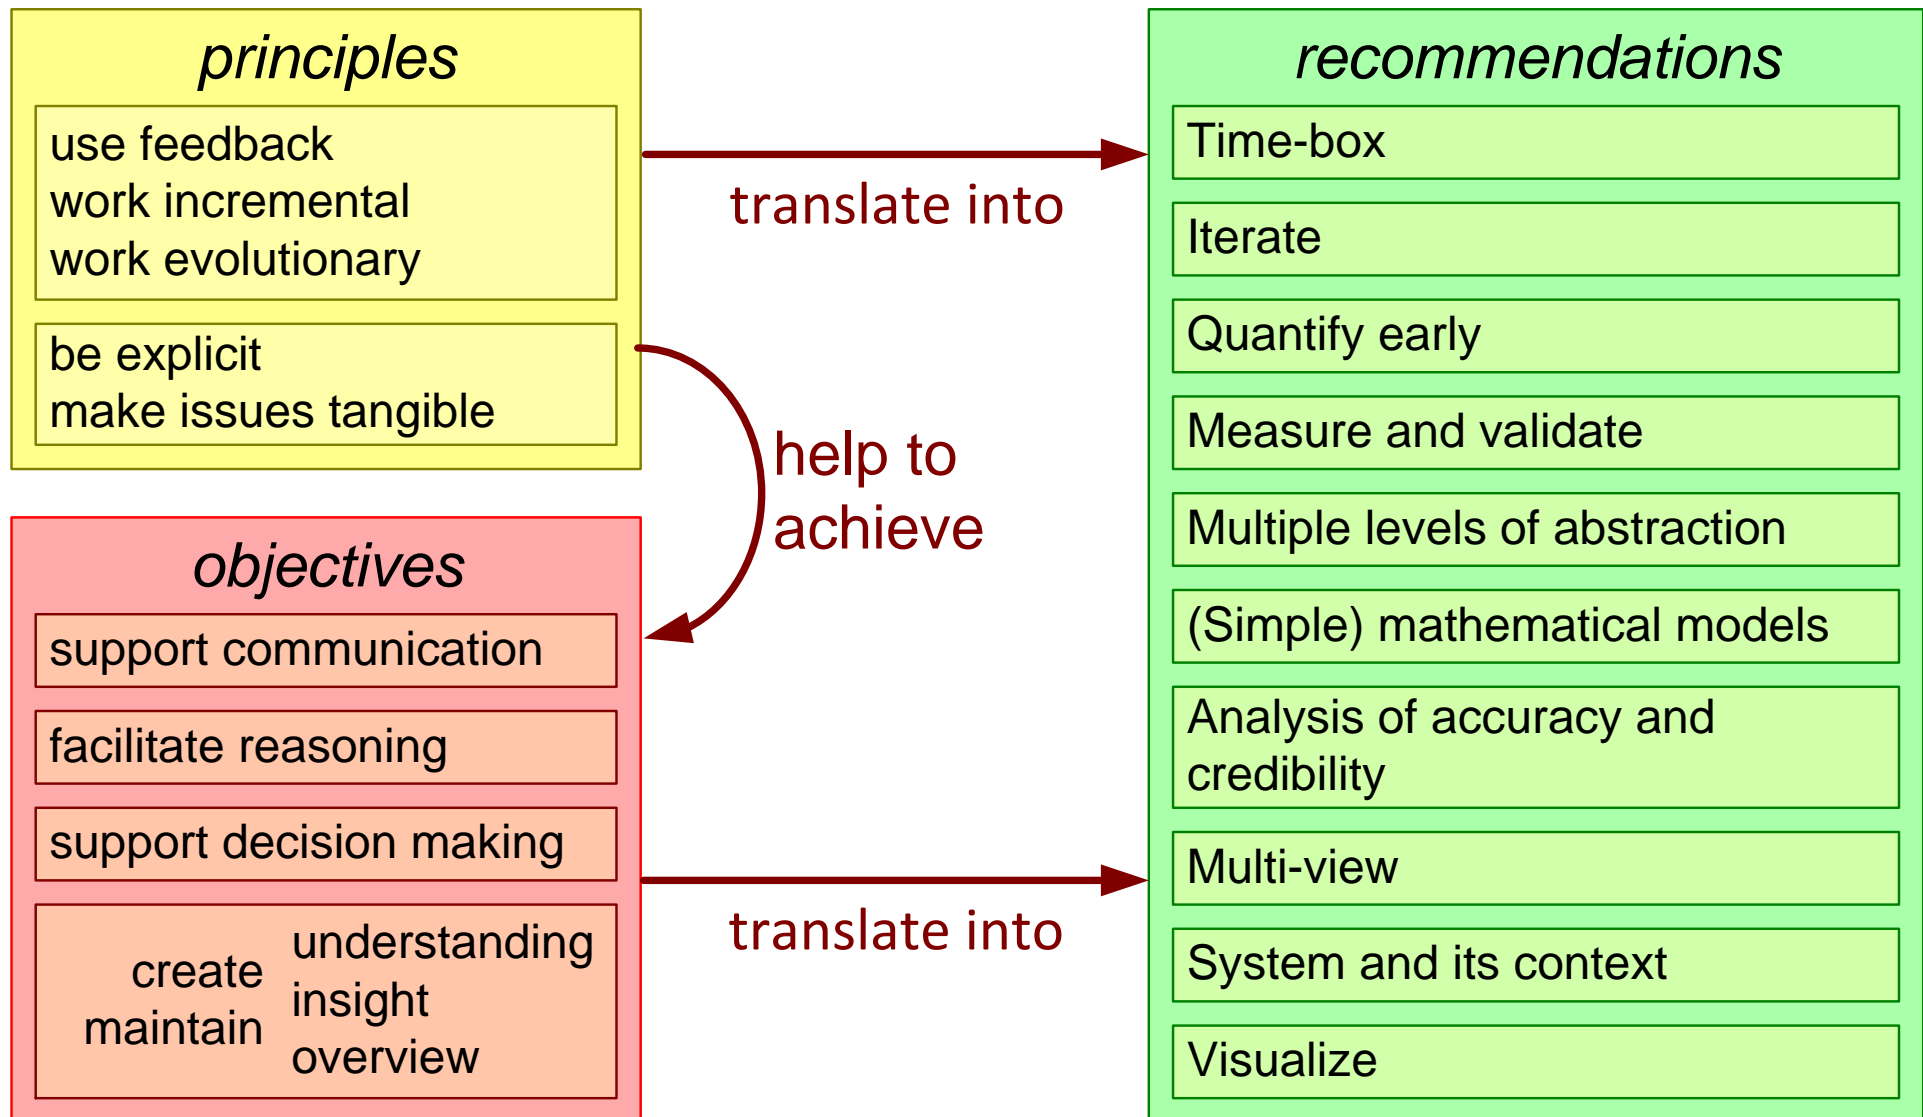 principles
use feedback
work incremental
work evolutionary
be explicit
make issues tangible
translate into
help to
achieve
objectives
support communication
facilitate reasoning
support decision making
create
maintain
understanding
insight
overview
translate into
recommendations
Time-box
Iterate
Quantify early
Measure and validate
Multiple levels of abstraction
(Simple) mathematical models
Analysis of accuracy and
credibility
Multi-view
System and its context
Visualize